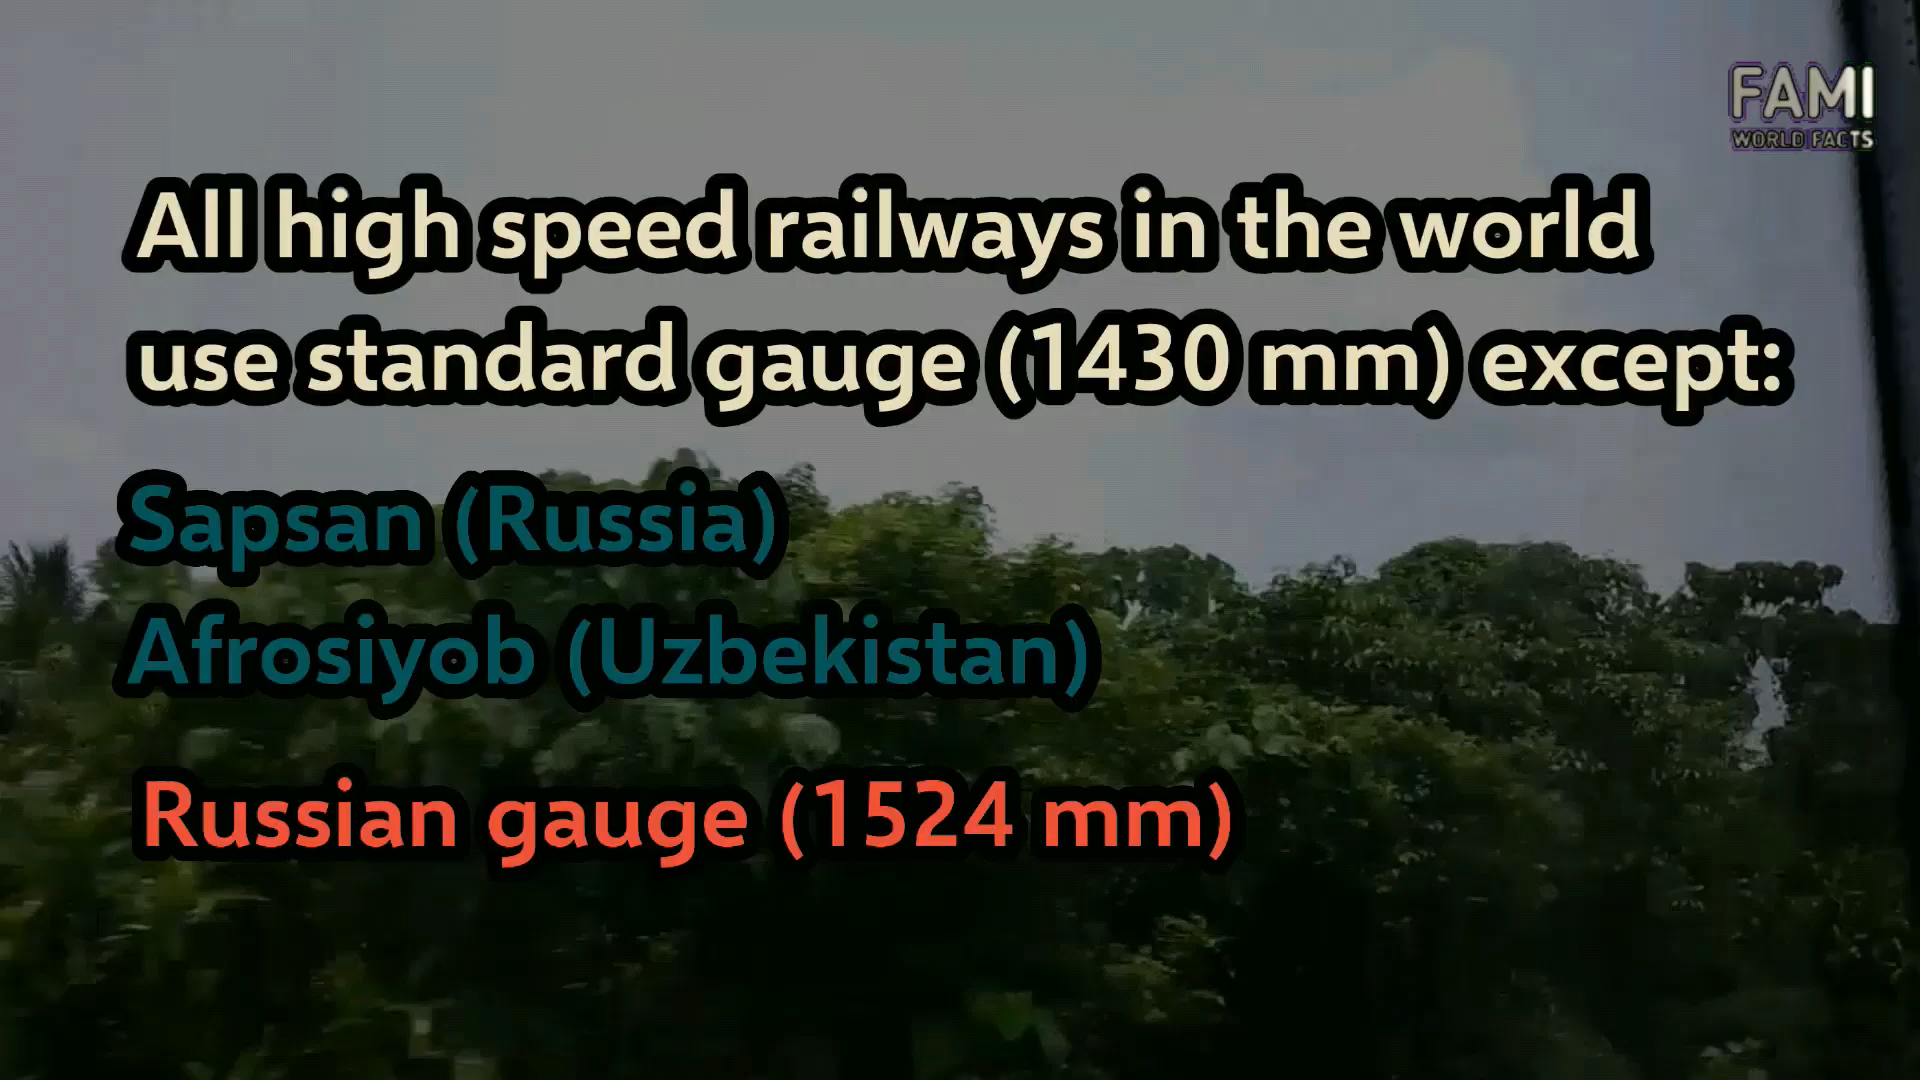 FAMI
WORLD FACTS
All high speed railways in the world
use standard gauge (1430 mm) except:
Sapsan (Russia)
Afrosiyob (Uzbekistan)
Russian gauge (1524 mm)